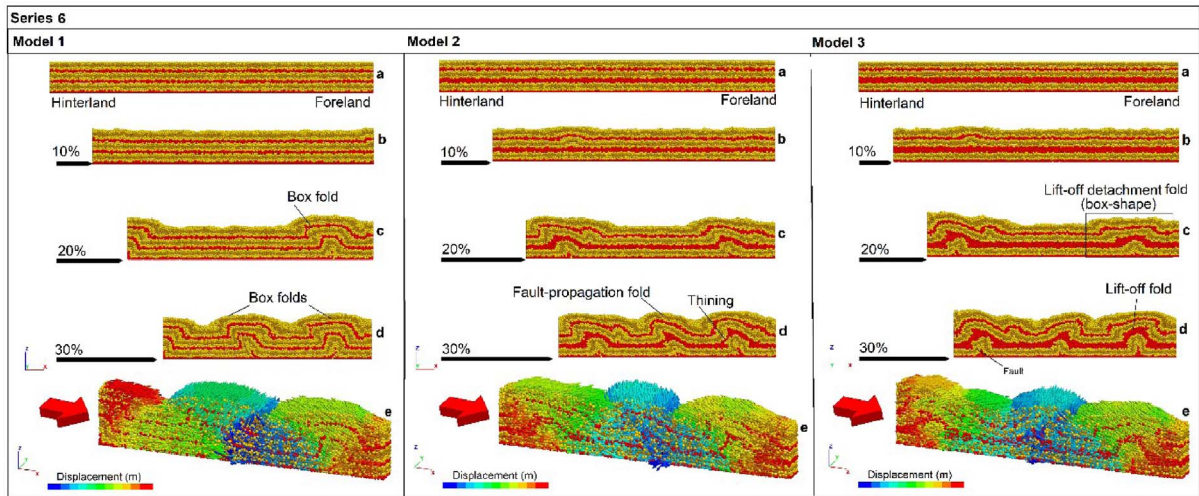 Series 6
Model 1
a
Hinterland Foreland
b
10%
Box fold
c
20%
Box folds
d
30%
e
z
x
z
y
x
Displacement (m)
Model 2
a
Hinterland Foreland
b
10%
c
20%
Fault-propagation fold
Thining
d
30%
e
z
y
x
z
y
x
Displacement (m)
Model 3
a
Hinterland Foreland
b
10%
Lift-off detachment fold
(box-shape)
c
20%
Lift-off fold
d
30%
Fault
e
z
y
x
z
y
x
Displacement (m)